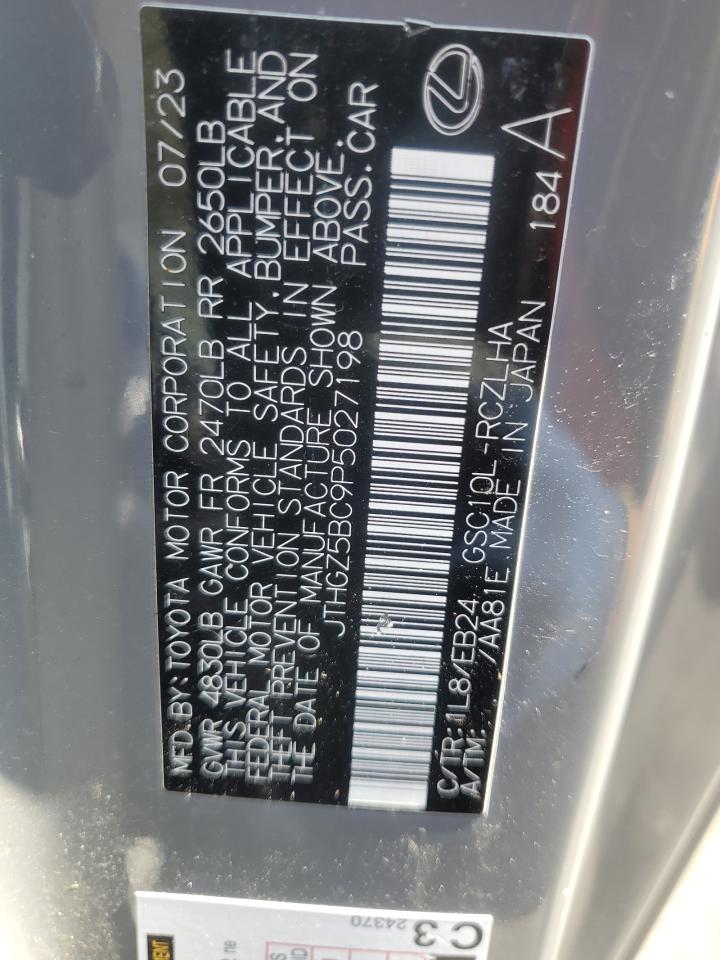 MFD BY: TOYOTA MOTOR CORPORATION 07/23
GVWR 4830LB GAWR FR 2470LB RR 2650LB
THIS VEHICLE CONFORMS TO ALL APPLICABLE
FEDERAL MOTOR VEHICLE SAFETY, BUMPER, AND
THEFT PREVENTION STANDARDS IN EFFECT ON
THE DATE OF MANUFACTURE SHOWN ABOVE.
JTHGZ5BC9P5027198 PASS. CAR
C/TR: 1L8/EB24 GSC10L-RCZLHA 184 A
A/TM: -/AA81E MADE IN JAPAN
C3
24370